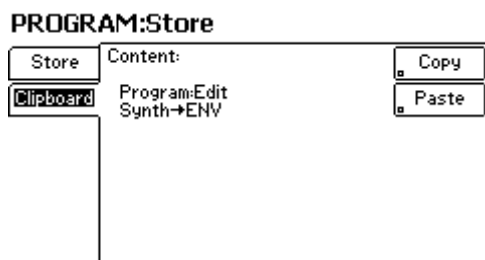 PROGRAM:Store
Store
Clipboard
Content:
Program:Edit
Synth→ENV
Copy
Paste